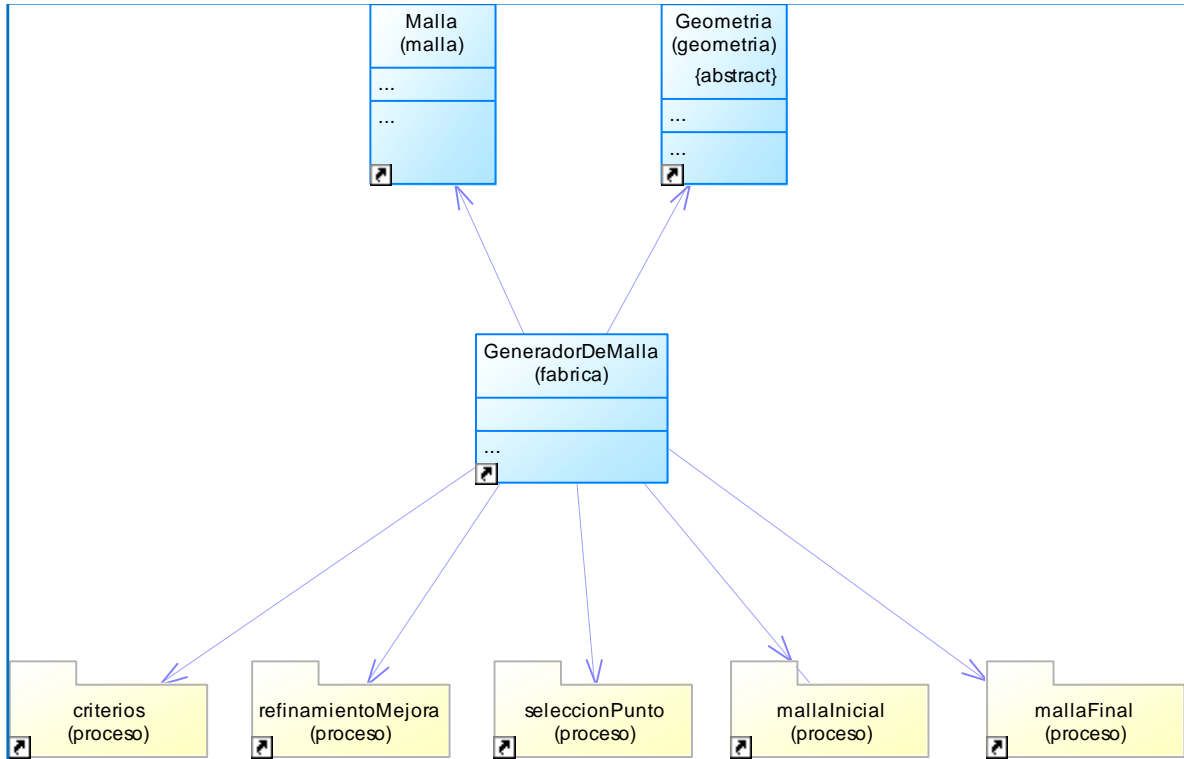 Malla
(malla)
...
...
Geometria
(geometria)
{abstract}
...
...
GeneradorDeMalla
(fabrica)
...
criterios
(proceso)
refinamientoMejora
(proceso)
seleccionPunto
(proceso)
mallaInicial
(proceso)
mallaFinal
(proceso)